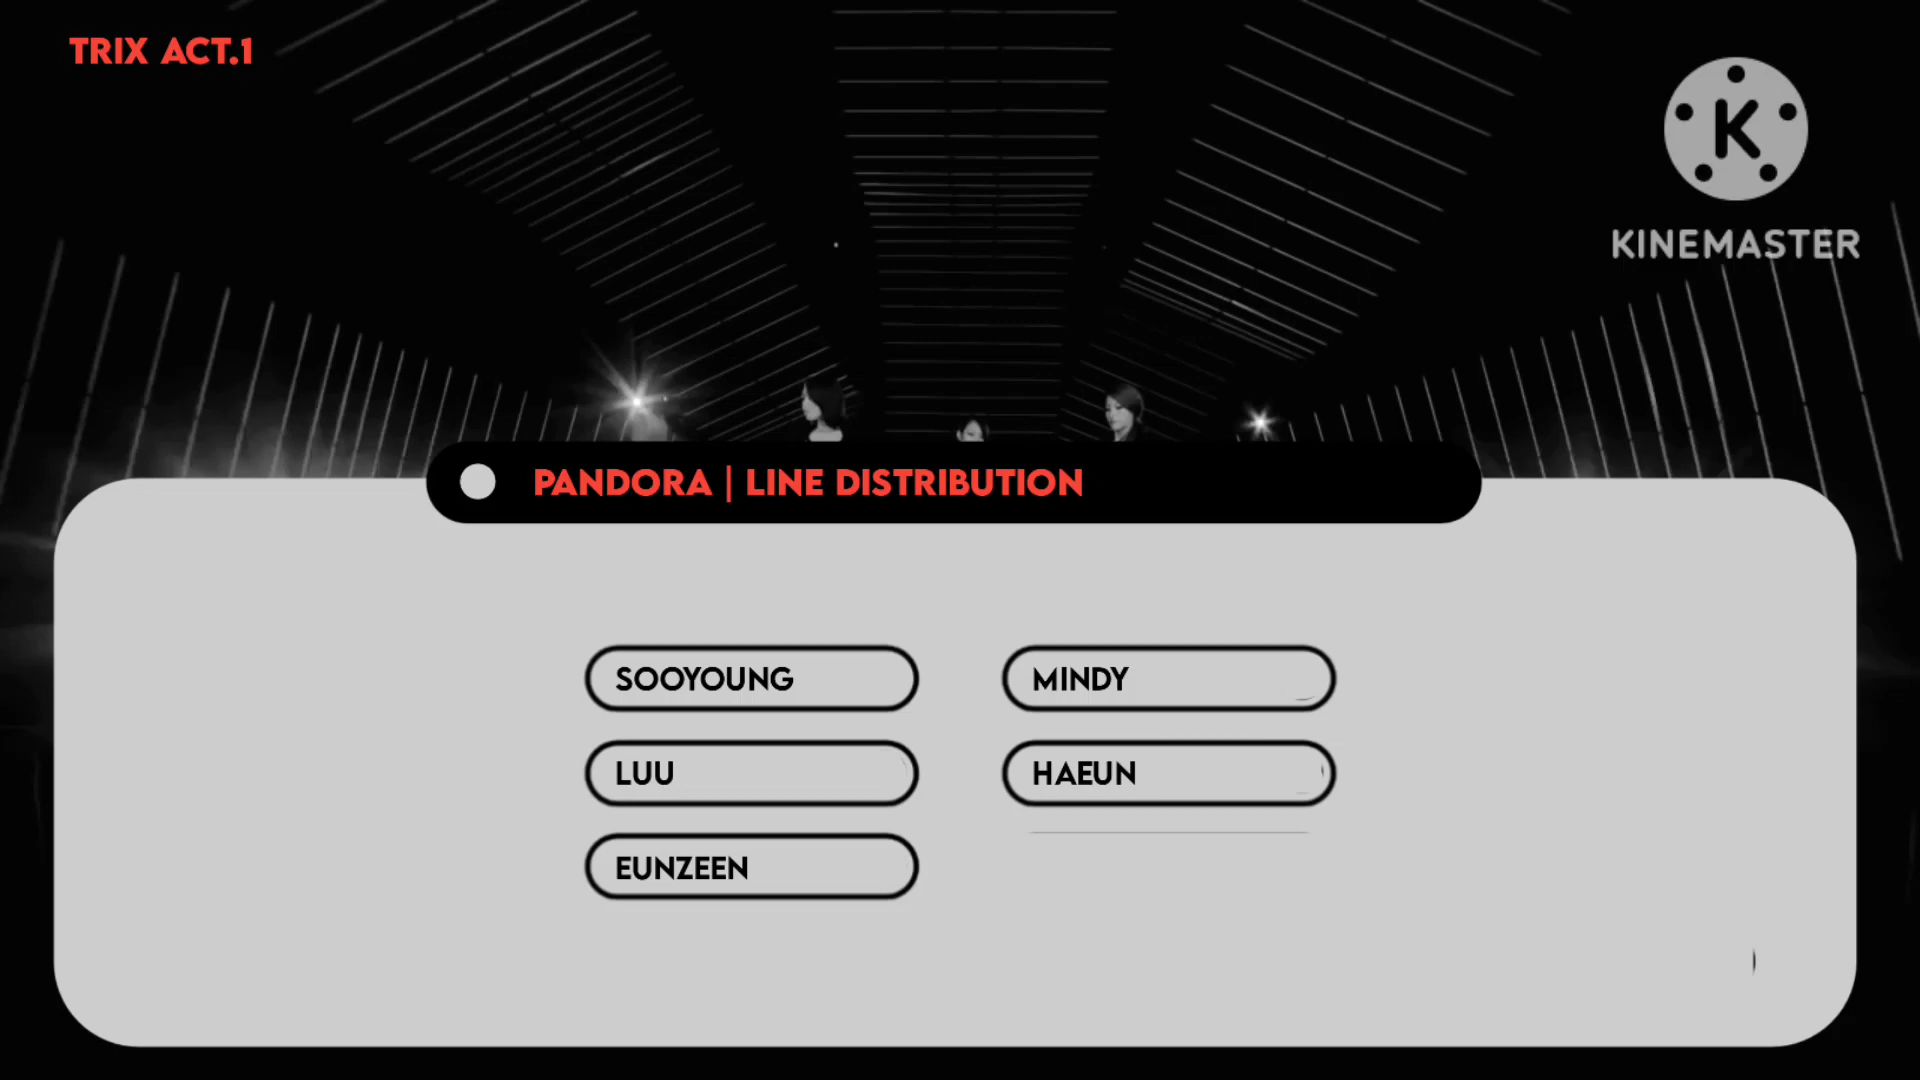 TRIX ACT.1
K
KINEMASTER
PANDORA | LINE DISTRIBUTION
SOOYOUNG
MINDY
LUU
HAEUN
EUNZEEN